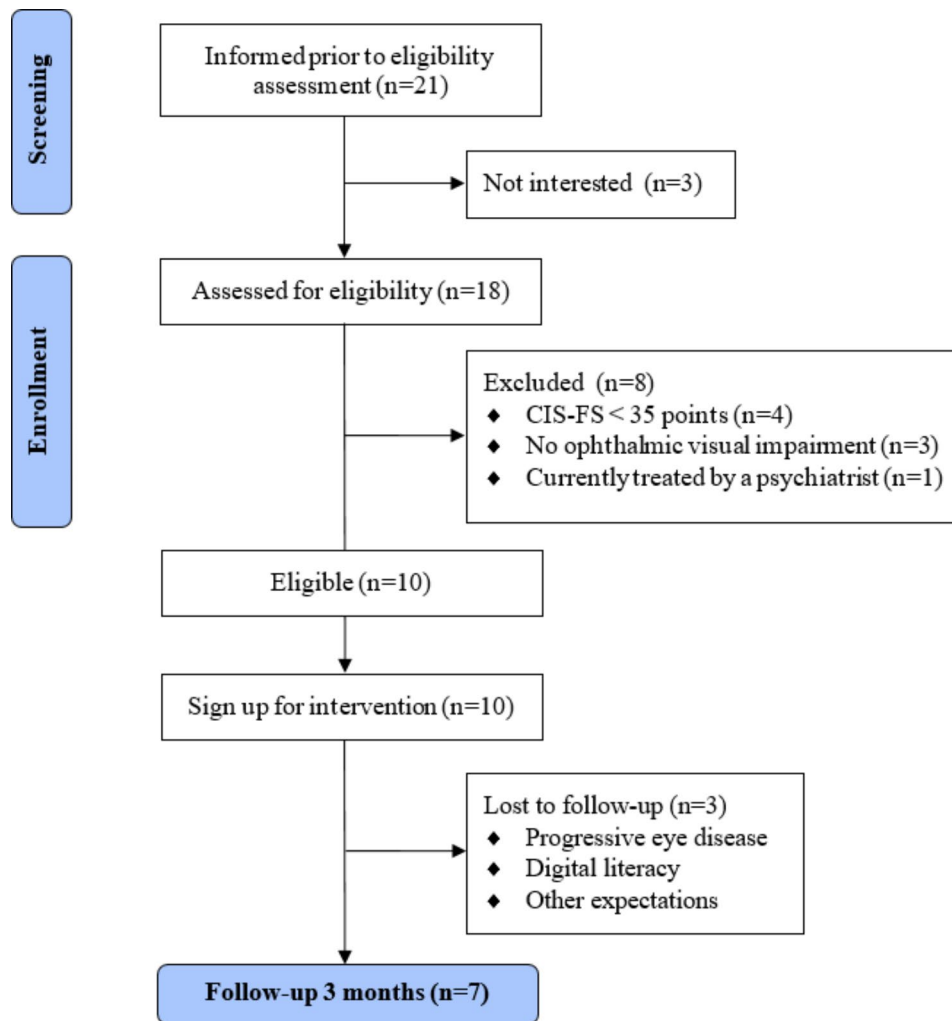 Screening
Informed prior to eligibility
assessment (n=21)
Not interested (n=3)
Enrollment
Assessed for eligibility (n=18)
Excluded (n=8)
♦ CIS-FS < 35 points (n=4)
♦ No ophthalmic visual impairment (n=3)
♦ Currently treated by a psychiatrist (n=1)
Eligible (n=10)
Sign up for intervention (n=10)
Lost to follow-up (n=3)
♦ Progressive eye disease
♦ Digital literacy
♦ Other expectations
Follow-up 3 months (n=7)